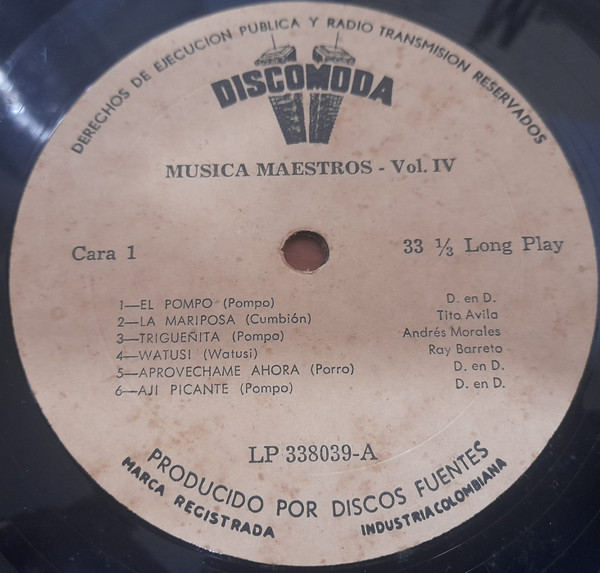 DERECHOS DE EJECUCION PUBLICA Y RADIO TRANSMISION RESERVADOS
DISCOMODA
MUSICA MAESTROS - Vol. IV
Cara 1
33 ⅓ Long Play
1—EL POMPO (Pompo) D. en D.
2—LA MARIPOSA (Cumbión) Tito Avila
3—TRIGUEÑITA (Pompo) Andrés Morales
4—WATUSI (Watusi) Ray Barreto
5—APROVECHAME AHORA (Porro) D. en D.
6—AJI PICANTE (Pompo) D. en D.
LP 338039-A
PRODUCIDO POR DISCOS FUENTES
MARCA REGISTRADA
INDUSTRIA COLOMBIANA